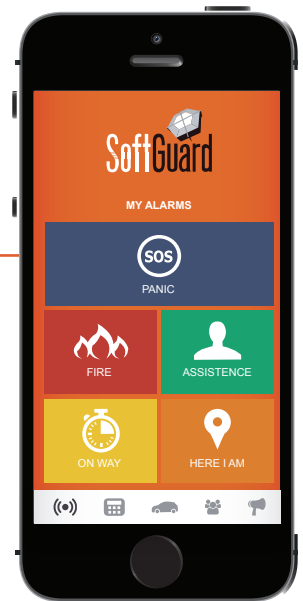 SoftGuard
MY ALARMS
SOS
PANIC
FIRE
ASSISTENCE
ON WAY
HERE I AM